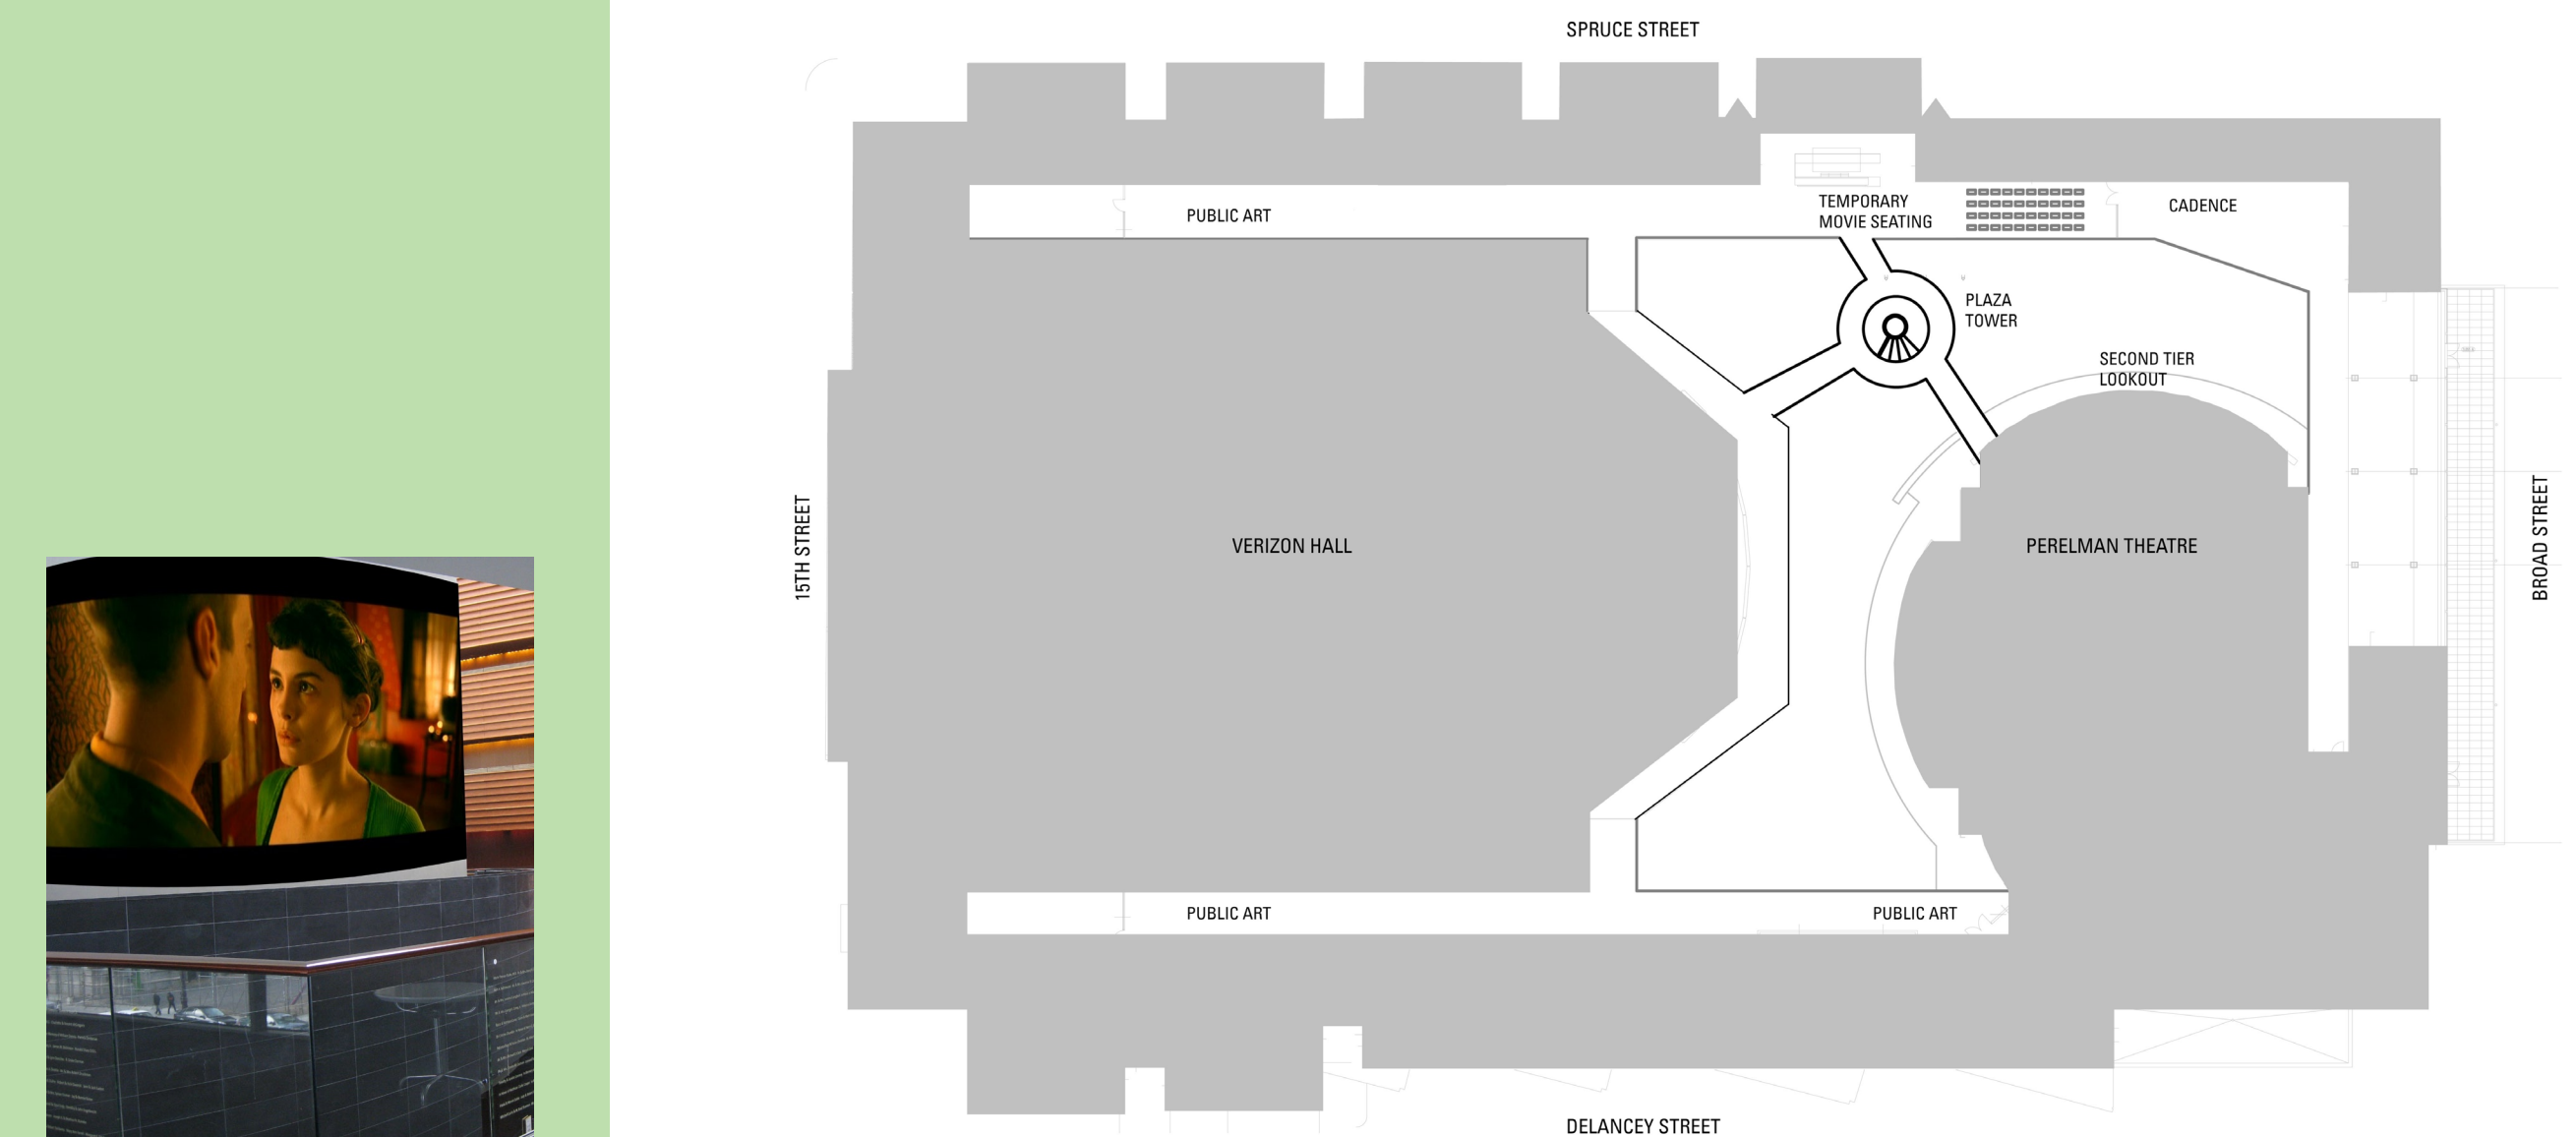 SPRUCE STREET
PUBLIC ART
TEMPORARY
MOVIE SEATING
CADENCE
PLAZA
TOWER
SECOND TIER
LOOKOUT
15TH STREET
VERIZON HALL
PERELMAN THEATRE
BROAD STREET
PUBLIC ART
PUBLIC ART
DELANCEY STREET